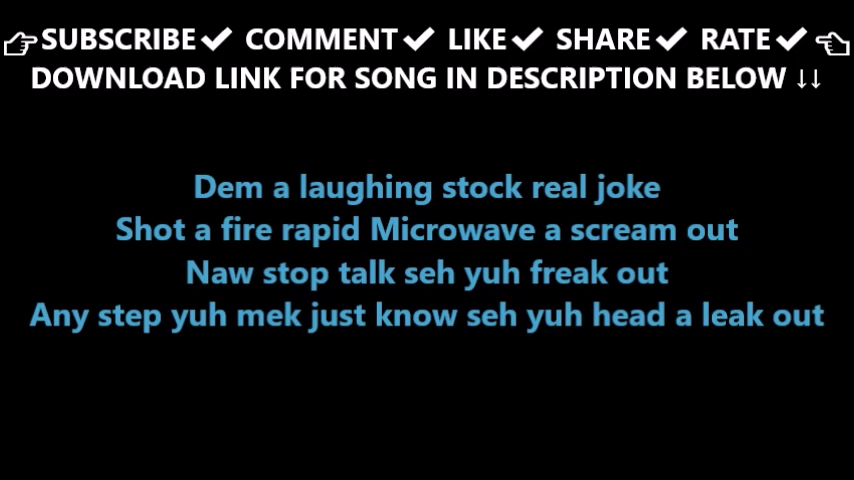 👉SUBSCRIBE✔ COMMENT✔ LIKE✔ SHARE✔ RATE✔ 👈
DOWNLOAD LINK FOR SONG IN DESCRIPTION BELOW ↓↓
Dem a laughing stock real joke
Shot a fire rapid Microwave a scream out
Naw stop talk seh yuh freak out
Any step yuh mek just know seh yuh head a leak out